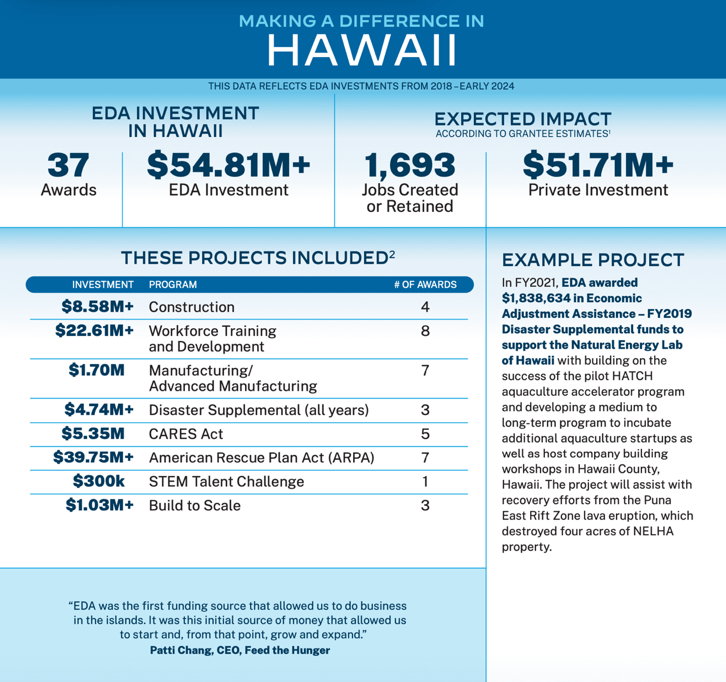 MAKING A DIFFERENCE IN
HAWAII
THIS DATA REFLECTS EDA INVESTMENTS FROM 2018–EARLY 2024
EDA INVESTMENT
IN HAWAII
37
Awards
$54.81M+
EDA Investment
EXPECTED IMPACT
ACCORDING TO GRANTEE ESTIMATES¹
1,693
Jobs Created
or Retained
$51.71M+
Private Investment
THESE PROJECTS INCLUDED²
INVESTMENT PROGRAM # OF AWARDS
$8.58M+ Construction 4
$22.61M+ Workforce Training 8
and Development
$1.70M Manufacturing/ 7
Advanced Manufacturing
$4.74M+ Disaster Supplemental (all years) 3
$5.35M CARES Act 5
$39.75M+ American Rescue Plan Act (ARPA) 7
$300k STEM Talent Challenge 1
$1.03M+ Build to Scale 3
“EDA was the first funding source that allowed us to do business
in the islands. It was this initial source of money that allowed us
to start and, from that point, grow and expand.”
Patti Chang, CEO, Feed the Hunger
EXAMPLE PROJECT
In FY2021, EDA awarded
$1,838,634 in Economic
Adjustment Assistance – FY2019
Disaster Supplemental funds to
support the Natural Energy Lab
of Hawaii with building on the
success of the pilot HATCH
aquaculture accelerator program
and developing a medium to
long-term program to incubate
additional aquaculture startups as
well as host company building
workshops in Hawaii County,
Hawaii. The project will assist with
recovery efforts from the Puna
East Rift Zone lava eruption, which
destroyed four acres of NELHA
property.